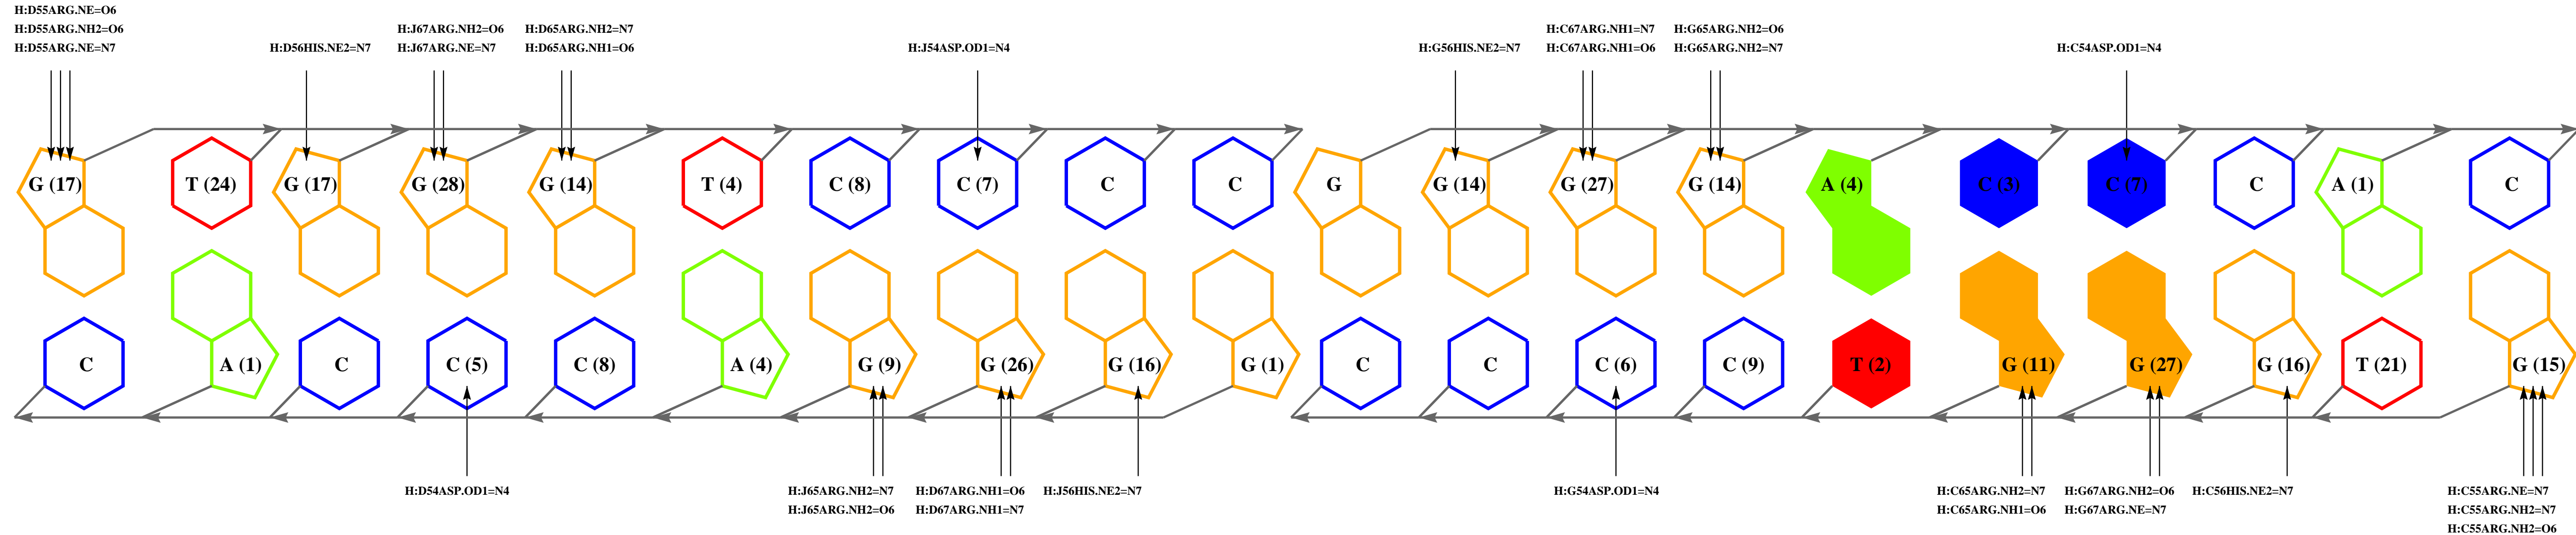 H:D55ARG.NE=O6
H:D55ARG.NH2=O6
H:D55ARG.NE=N7
H:D56HIS.NE2=N7
H:J67ARG.NH2=O6
H:J67ARG.NE=N7
H:D65ARG.NH2=N7
H:D65ARG.NH1=O6
H:J54ASP.OD1=N4
H:G56HIS.NE2=N7
H:C67ARG.NH1=N7
H:C67ARG.NH1=O6
H:G65ARG.NH2=O6
H:G65ARG.NH2=N7
H:C54ASP.OD1=N4
G (17) T (24) G (17) G (28) G (14) T (4) C (8) C (7) C C G G (14) G (27) G (14) A (4) C (3) C (7) C A (1) C
C A (1) C C (5) C (8) A (4) G (9) G (26) G (16) G (1) C C C (6) C (9) T (2) G (11) G (27) G (16) T (21) G (15)
H:D54ASP.OD1=N4
H:J65ARG.NH2=N7
H:J65ARG.NH2=O6
H:D67ARG.NH1=O6
H:D67ARG.NH1=N7
H:J56HIS.NE2=N7
H:G54ASP.OD1=N4
H:C65ARG.NH2=N7
H:C65ARG.NH1=O6
H:G67ARG.NH2=O6
H:G67ARG.NE=N7
H:C56HIS.NE2=N7
H:C55ARG.NE=N7
H:C55ARG.NH2=N7
H:C55ARG.NH2=O6